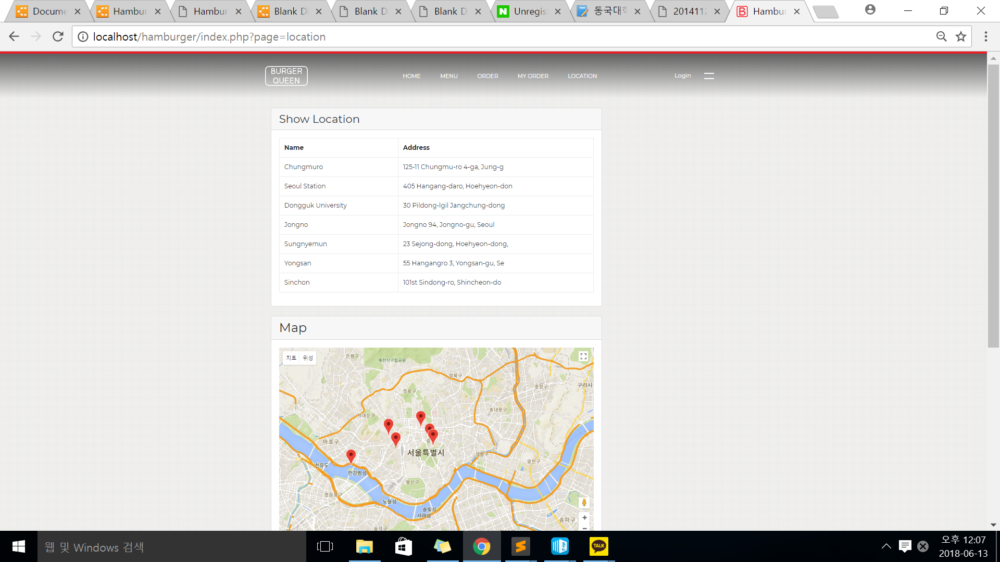 Docume
Hambur
Hambur
Blank Di
Blank D
Blank D
Unregis
동국대학
2014112
Hambur
localhost/hamburger/index.php?page=location
BURGER
QUEEN
HOME
MENU
ORDER
MY ORDER
LOCATION
Login
Show Location
Name Address
Chungmuro 125-11 Chungmu-ro 4-ga, Jung-g
Seoul Station 405 Hangang-daro, Hoehyeon-don
Dongguk University 30 Pildong-lgil Jangchung-dong
Jongno Jongno 94, Jongno-gu, Seoul
Sungnyemun 23 Sejong-dong, Hoehyeon-dong,
Yongsan 55 Hangangro 3, Yongsan-gu, Se
Sinchon 101st Sindong-ro, Shincheon-do
Map
지도 위성
은평구
북한산국립공원
성북구
종로구
중랑구
구리시
서대문구
동대문구
마포구
중
서울특별시
성동구
광진구
선유도
한강밤섬
용산구
영등포구
노들섬
솔빛섬
서래섬
송파구
동작구
웹 및 Windows 검색
TALK
오후 12:07
2018-06-13